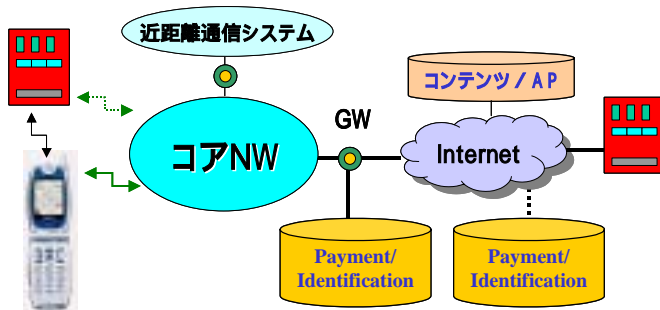 近距離通信システム
コンテンツ/AP
GW
コアNW
Internet
Payment/
Identification
Payment/
Identification